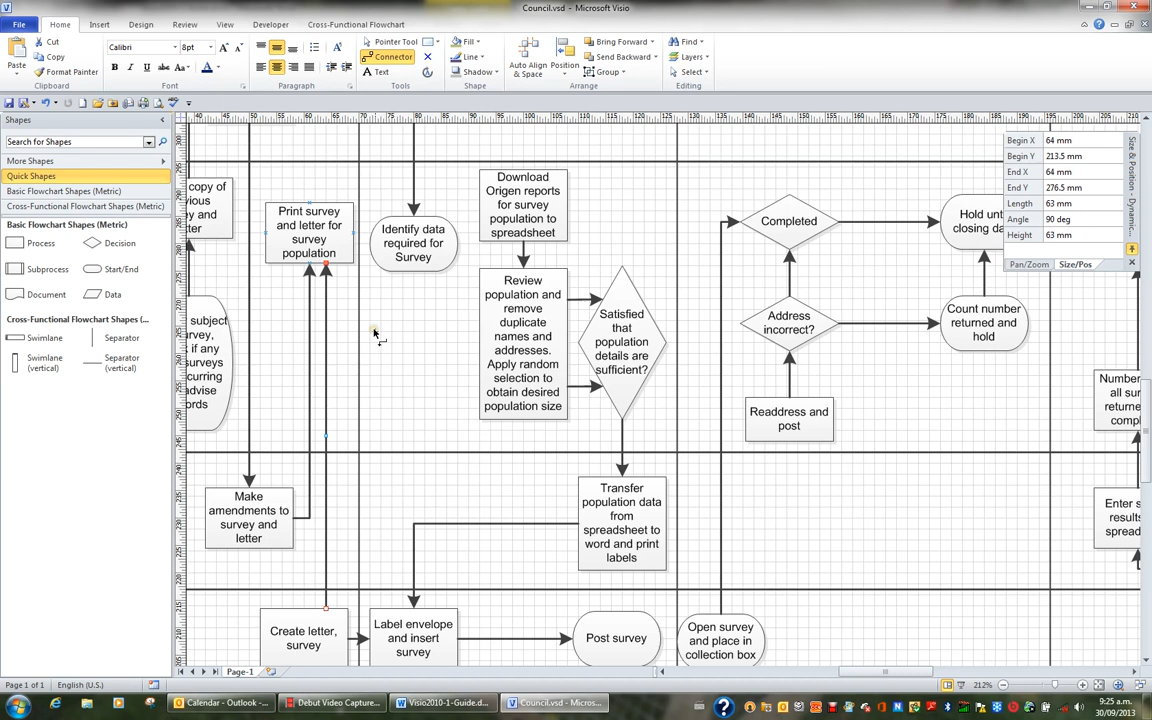 Council.vsd - Microsoft Visio
File Home Insert Design Review View Developer Cross-Functional Flowchart
Paste
Cut
Copy
Format Painter
Clipboard
Calibri 8pt
Font
Paragraph
Pointer Tool
Connector
Text
Tools
Fill
Line
Shadow
Shape
Auto Align & Space
Position
Bring Forward
Send Backward
Group
Arrange
Find
Layers
Select
Editing
Shapes
Search for Shapes
More Shapes
Quick Shapes
Basic Flowchart Shapes (Metric)
Cross-Functional Flowchart Shapes (Metric)
Basic Flowchart Shapes (Metric)
Process Decision
Subprocess Start/End
Document Data
Cross-Functional Flowchart Shapes (...
Swimlane Separator
Swimlane (vertical) Separator (vertical)
Begin X 64 mm
Begin Y 213.5 mm
End X 64 mm
End Y 276.5 mm
Length 63 mm
Angle 90 deg
Height 63 mm
Size & Position - Dynamic...
Pan/Zoom Size/Pos
copy of
vious
ey and
tter
Print survey
and letter for
survey
population
Identify data
required for
Survey
Download
Origen reports
for survey
population to
spreadsheet
Review
population and
remove
duplicate
names and
addresses.
Apply random
selection to
obtain desired
population size
Satisfied
that
population
details are
sufficient?
Completed
Hold unt
closing da
Address
incorrect?
Count number
returned and
hold
Readdress and
post
subject
rvey,
if any
surveys
curring
advise
ords
Number
all sur
returne
compl
Make
amendments to
survey and
letter
Transfer
population data
from
spreadsheet to
word and print
labels
Enter s
results
spread
Create letter,
survey
Label envelope
and insert
survey
Post survey
Open survey
and place in
collection box
Page-1
Page 1 of 1 English (U.S.) 212%
Calendar - Outlook -... Debut Video Capture... Visio2010-1-Guide.d... Council.vsd - Micros...
9:25 a.m.
30/09/2013